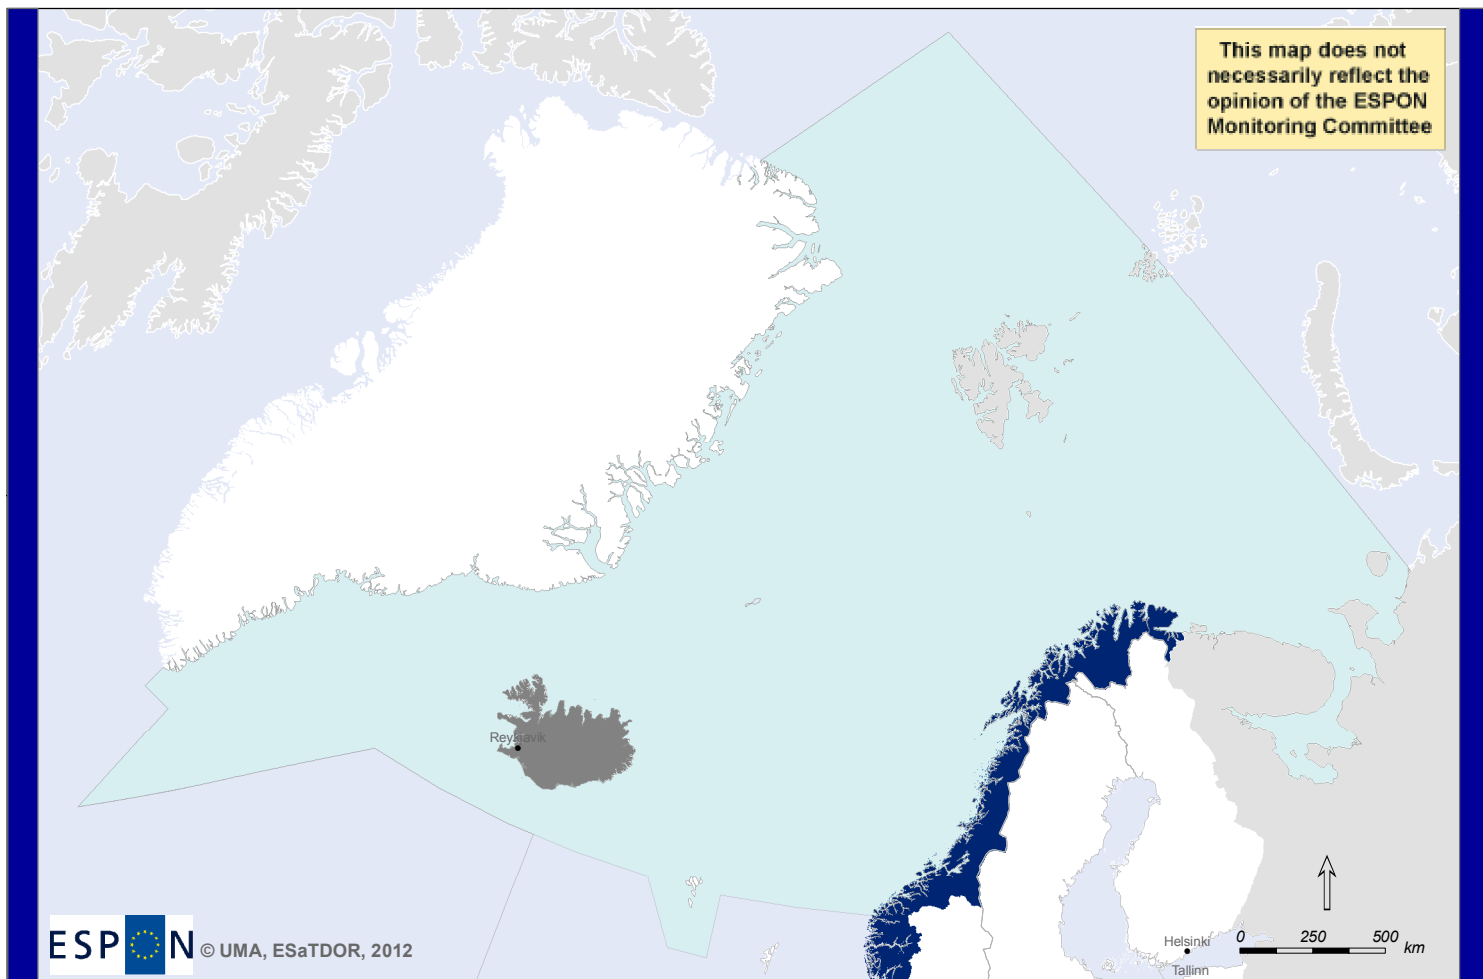 This map does not
necessarily reflect the
opinion of the ESPON
Monitoring Committee
Reykjavik
ESPON © UMA, ESaTDOR, 2012
Helsinki
Tallinn
0 250 500 km